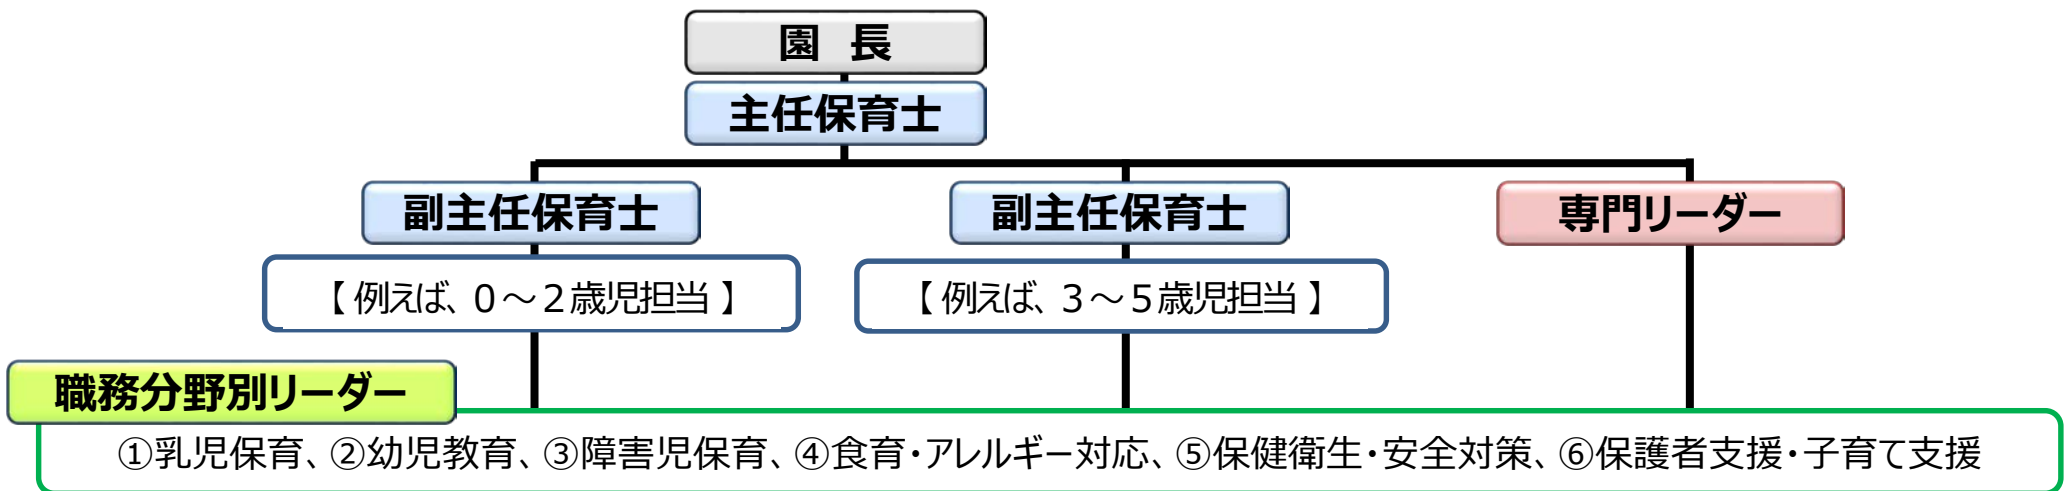 園 長
主任保育士
副主任保育士
副主任保育士
専門リーダー
【 例えば、0～2歳児担当 】
【 例えば、3～5歳児担当 】
職務分野別リーダー
①乳児保育、②幼児教育、③障害児保育、④食育・アレルギー対応、⑤保健衛生・安全対策、⑥保護者支援・子育て支援